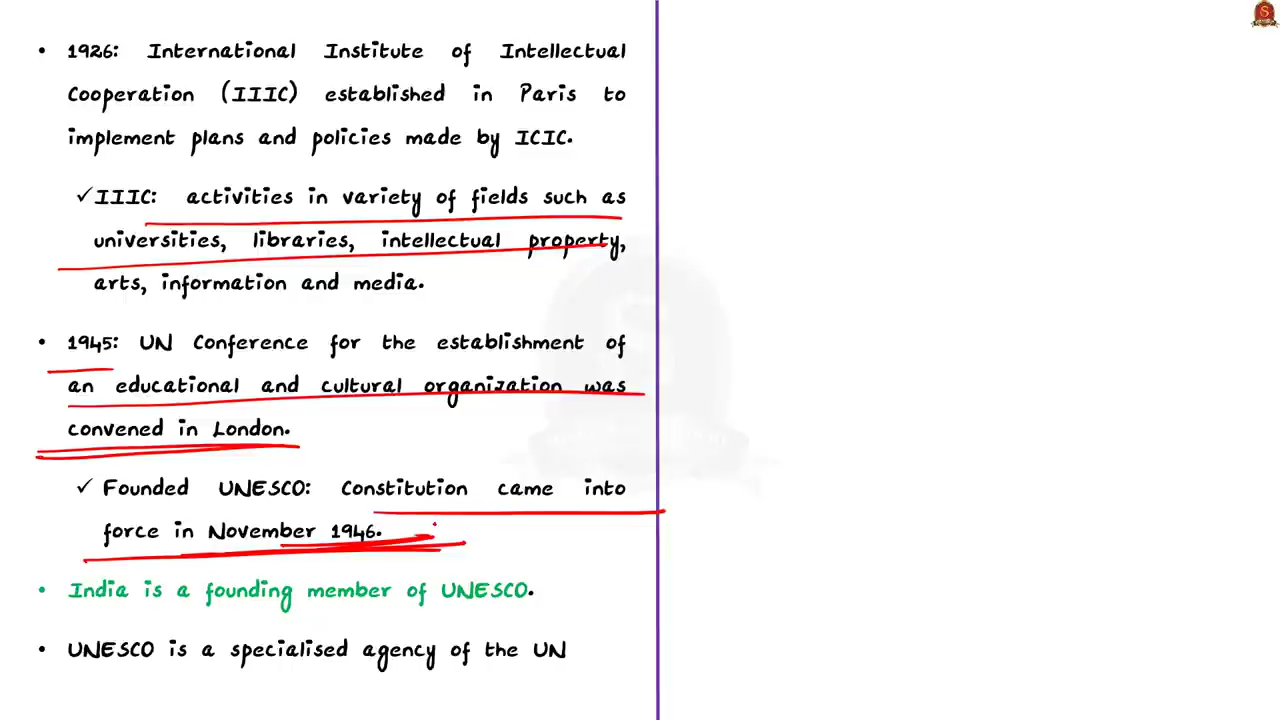 • 1926: International Institute of Intellectual
Cooperation (IIIC) established in Paris to
implement plans and policies made by ICIC.
✓IIIC: activities in variety of fields such as
universities, libraries, intellectual property,
arts, information and media.
• 1945: UN Conference for the establishment of
an educational and cultural organization was
convened in London.
✓ Founded UNESCO: Constitution came into
force in November 1946.
• India is a founding member of UNESCO.
• UNESCO is a specialised agency of the UN